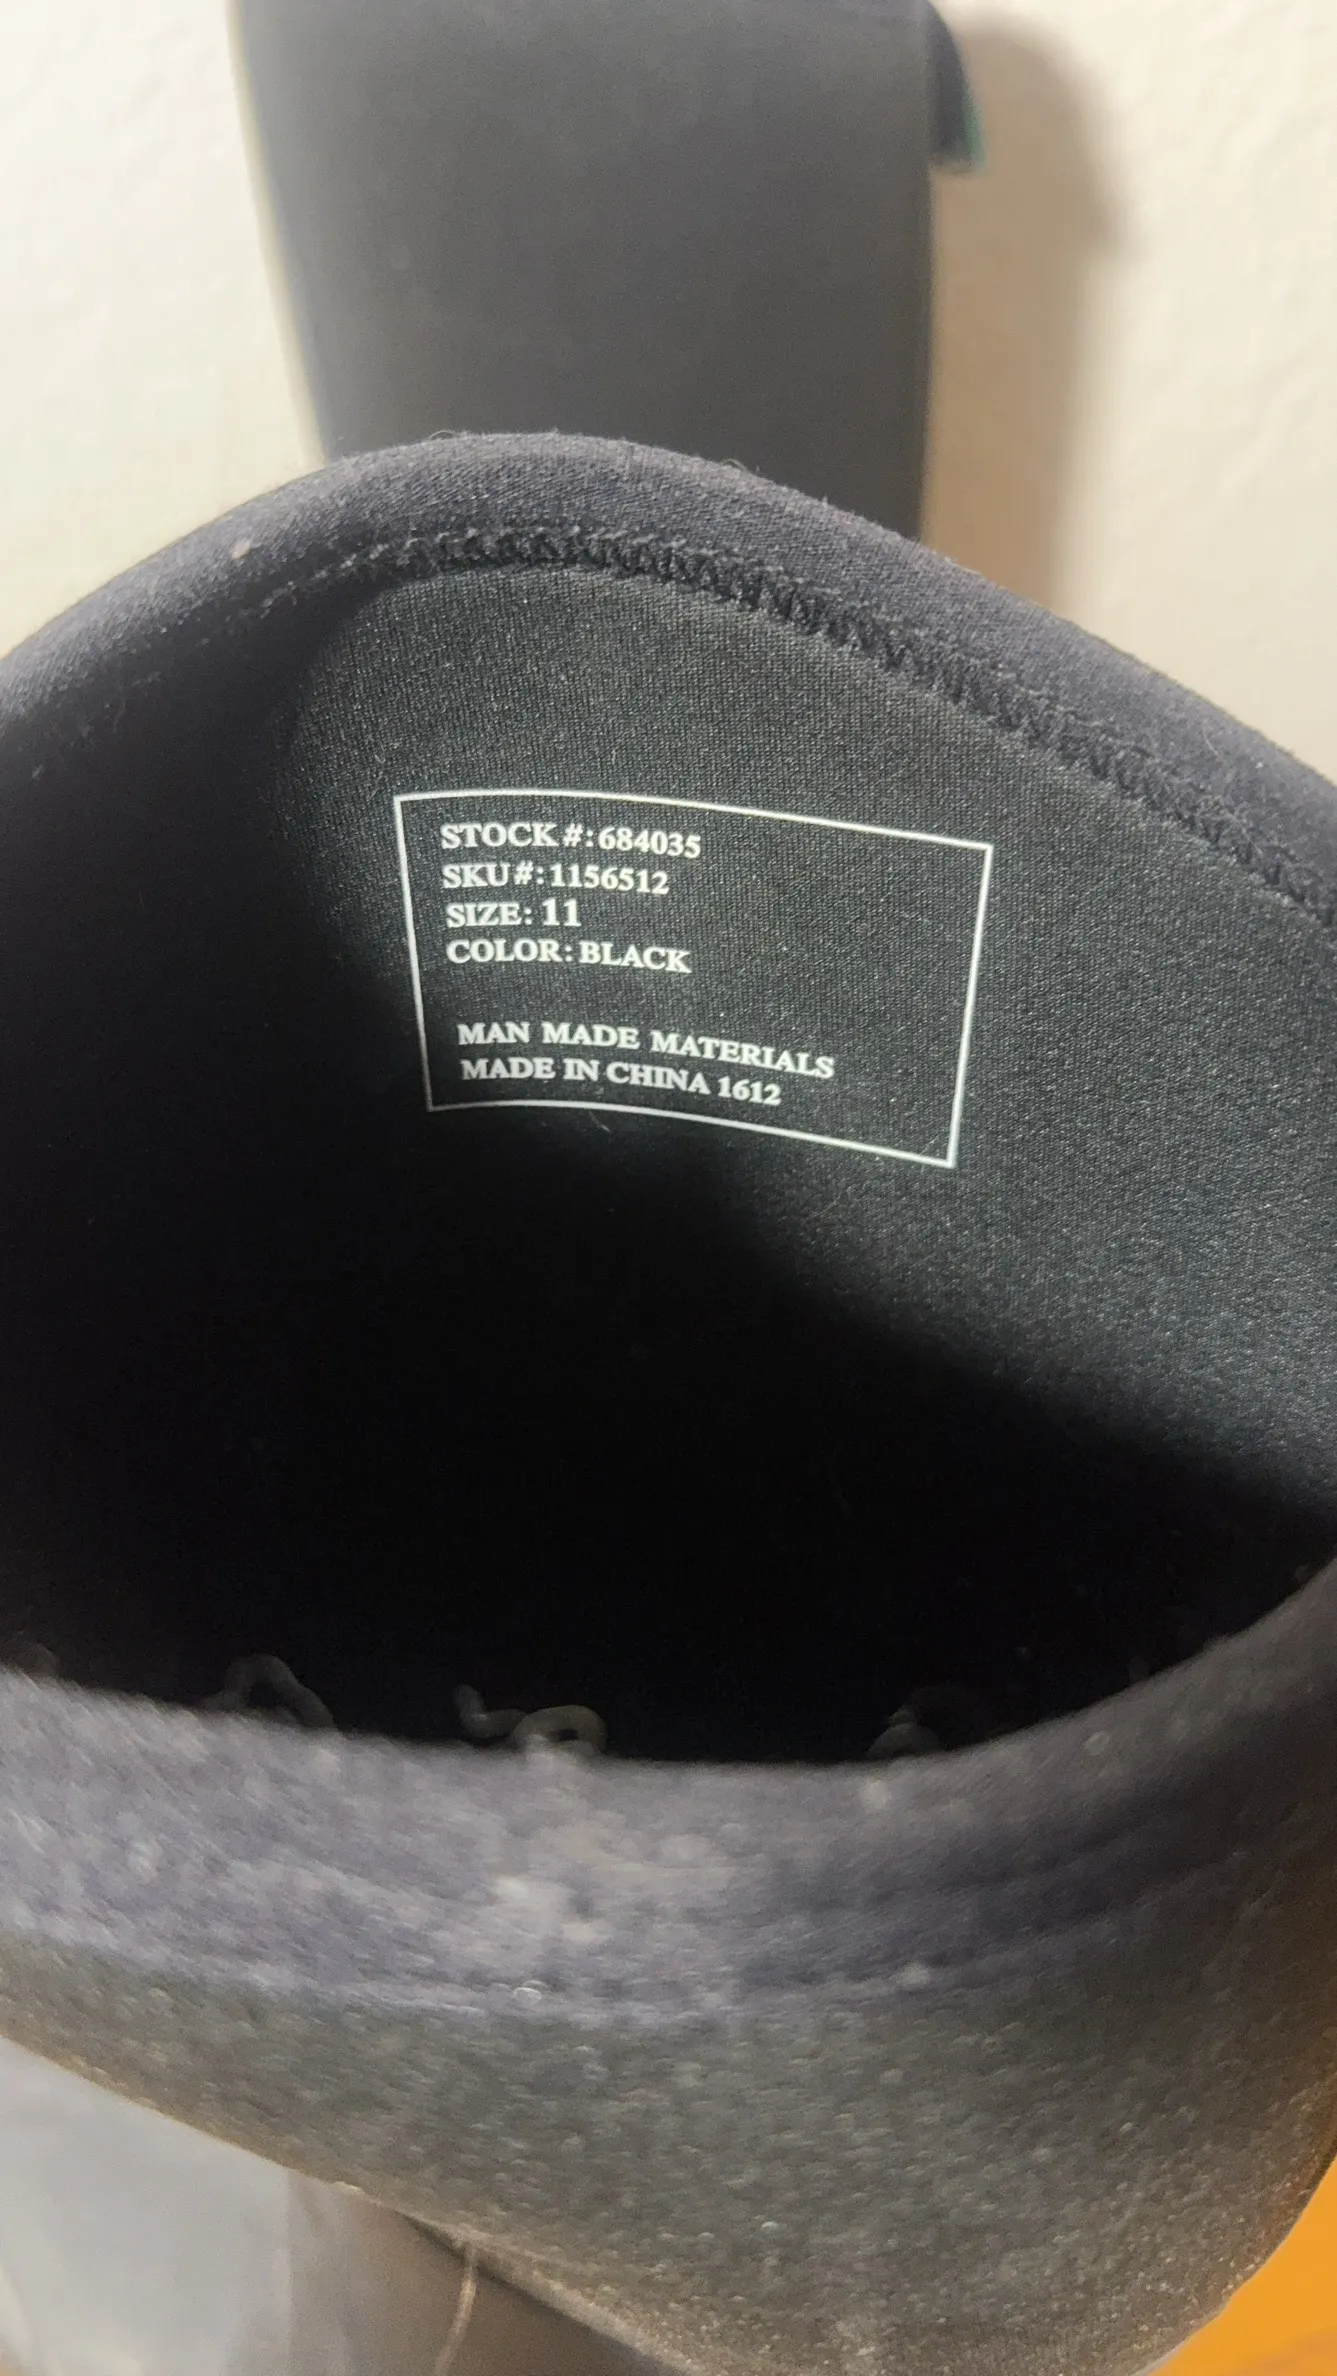 STOCK #: 684035
SKU #: 1156512
SIZE: 11
COLOR: BLACK
MAN MADE MATERIALS
MADE IN CHINA 1612